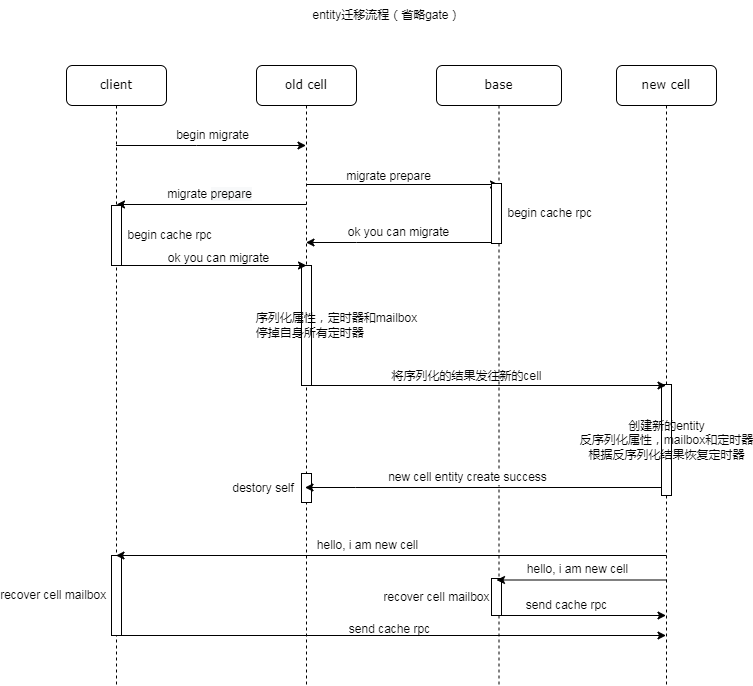 entity迁移流程（省略gate）
client
old cell
base
new cell
begin migrate
migrate prepare
migrate prepare
begin cache rpc
begin cache rpc
ok you can migrate
ok you can migrate
序列化属性，定时器和mailbox
停掉自身所有定时器
将序列化的结果发往新的cell
创建新的entity
反序列化属性，mailbox和定时器
根据反序列化结果恢复定时器
new cell entity create success
destory self
hello, i am new cell
hello, i am new cell
recover cell mailbox
recover cell mailbox
send cache rpc
send cache rpc